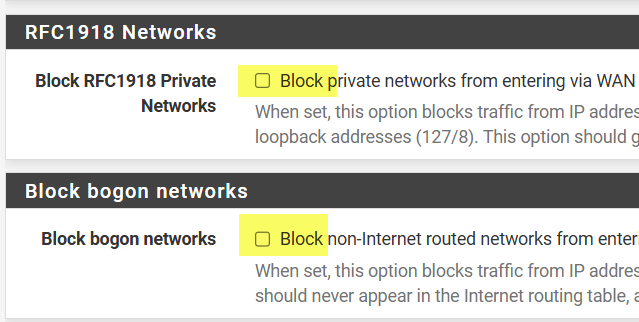 RFC1918 Networks
Block RFC1918 Private
Networks
Block private networks from entering via WAN
When set, this option blocks traffic from IP addres
loopback addresses (127/8). This option should g
Block bogon networks
Block bogon networks
Block non-Internet routed networks from enter
When set, this option blocks traffic from IP addres
should never appear in the Internet routing table, a